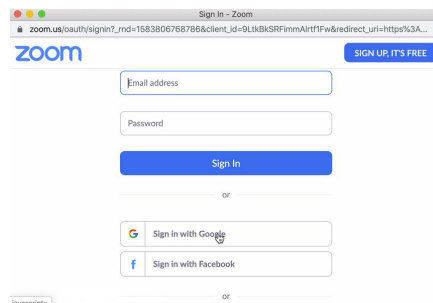 Sign In - Zoom
zoom.us/oauth/signin?_rnd=1583806768786&client_id=9LtkBkSRFimmAlrtf1Fw&redirect_uri=https%3A...
zoom
SIGN UP, IT'S FREE
Email address
Password
Sign In
or
Sign in with Google
Sign in with Facebook
or